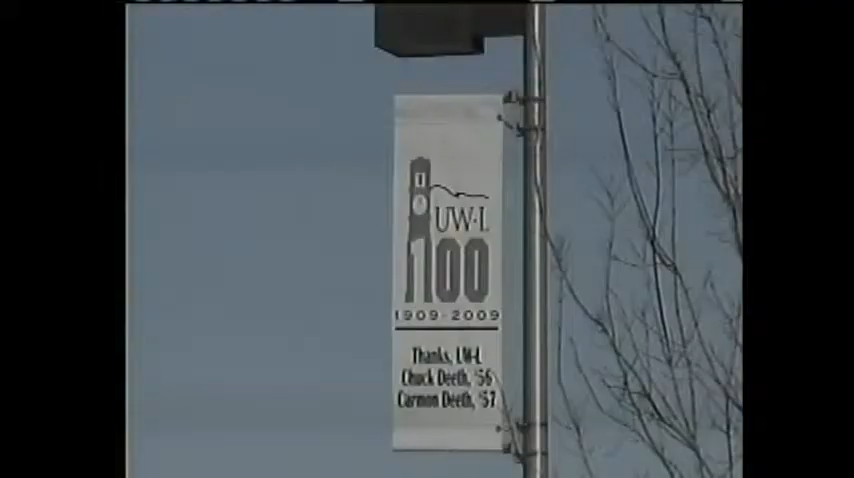 UW-L
100
1909-2009
Thanks, UW-L
Chuck Deeth, '56
Carmon Deeth, '57